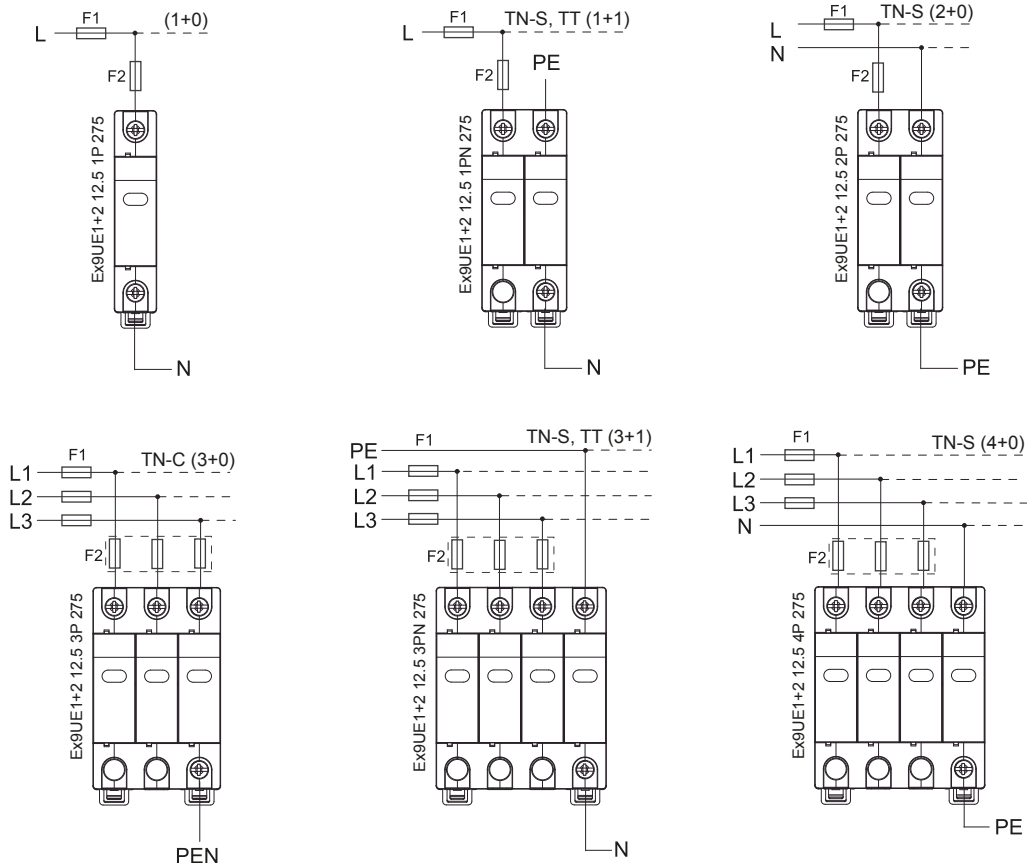 F1
(1+0)
L
F2
Ex9UE1+2 12.5 1P 275
N
F1
TN-S, TT (1+1)
L
F2
PE
Ex9UE1+2 12.5 1PN 275
N
F1
TN-S (2+0)
L
N
F2
Ex9UE1+2 12.5 2P 275
PE
F1
TN-C (3+0)
L1
L2
L3
F2
Ex9UE1+2 12.5 3P 275
PEN
F1
TN-S, TT (3+1)
PE
L1
L2
L3
F2
Ex9UE1+2 12.5 3PN 275
N
F1
TN-S (4+0)
L1
L2
L3
N
F2
Ex9UE1+2 12.5 4P 275
PE